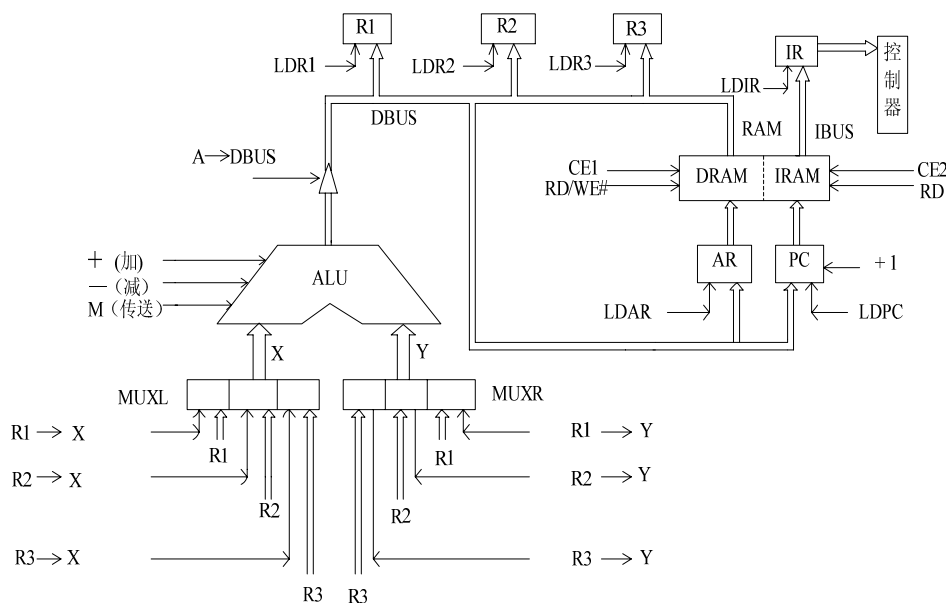 R1
R2
R3
IR
控制器
LDR1
LDR2
LDR3
LDIR
DBUS
RAM
IBUS
A→DBUS
CE1
RD/WE#
DRAM
IRAM
CE2
RD
+ (加)
— (减)
M (传送)
ALU
AR
PC
+1
LDAR
LDPC
X
Y
MUXL
MUXR
R1→X
R1
R1
R1→Y
R2→X
R2
R2
R2→Y
R3→X
R3
R3
R3→Y